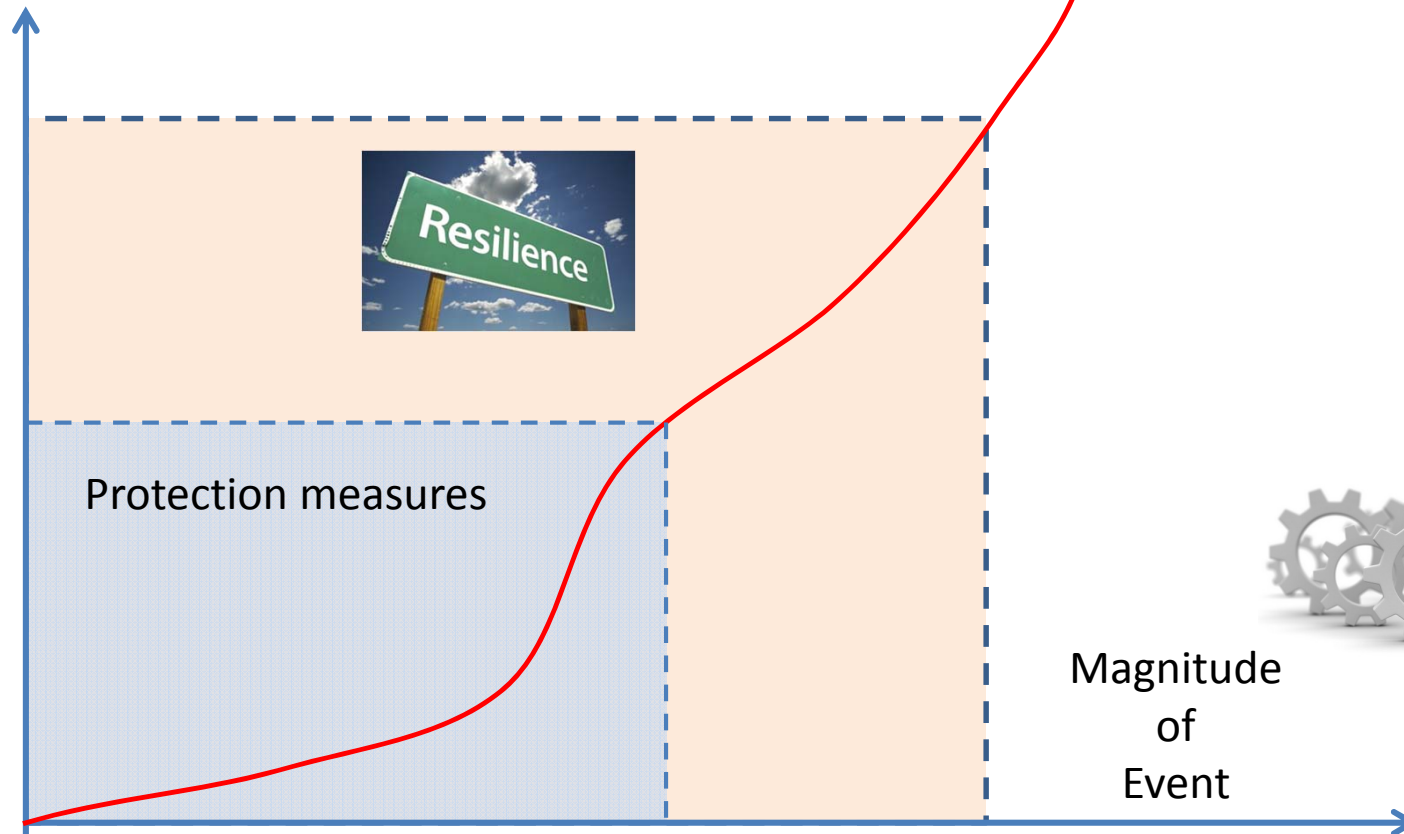 Resilience
Protection measures
Magnitude
of
Event